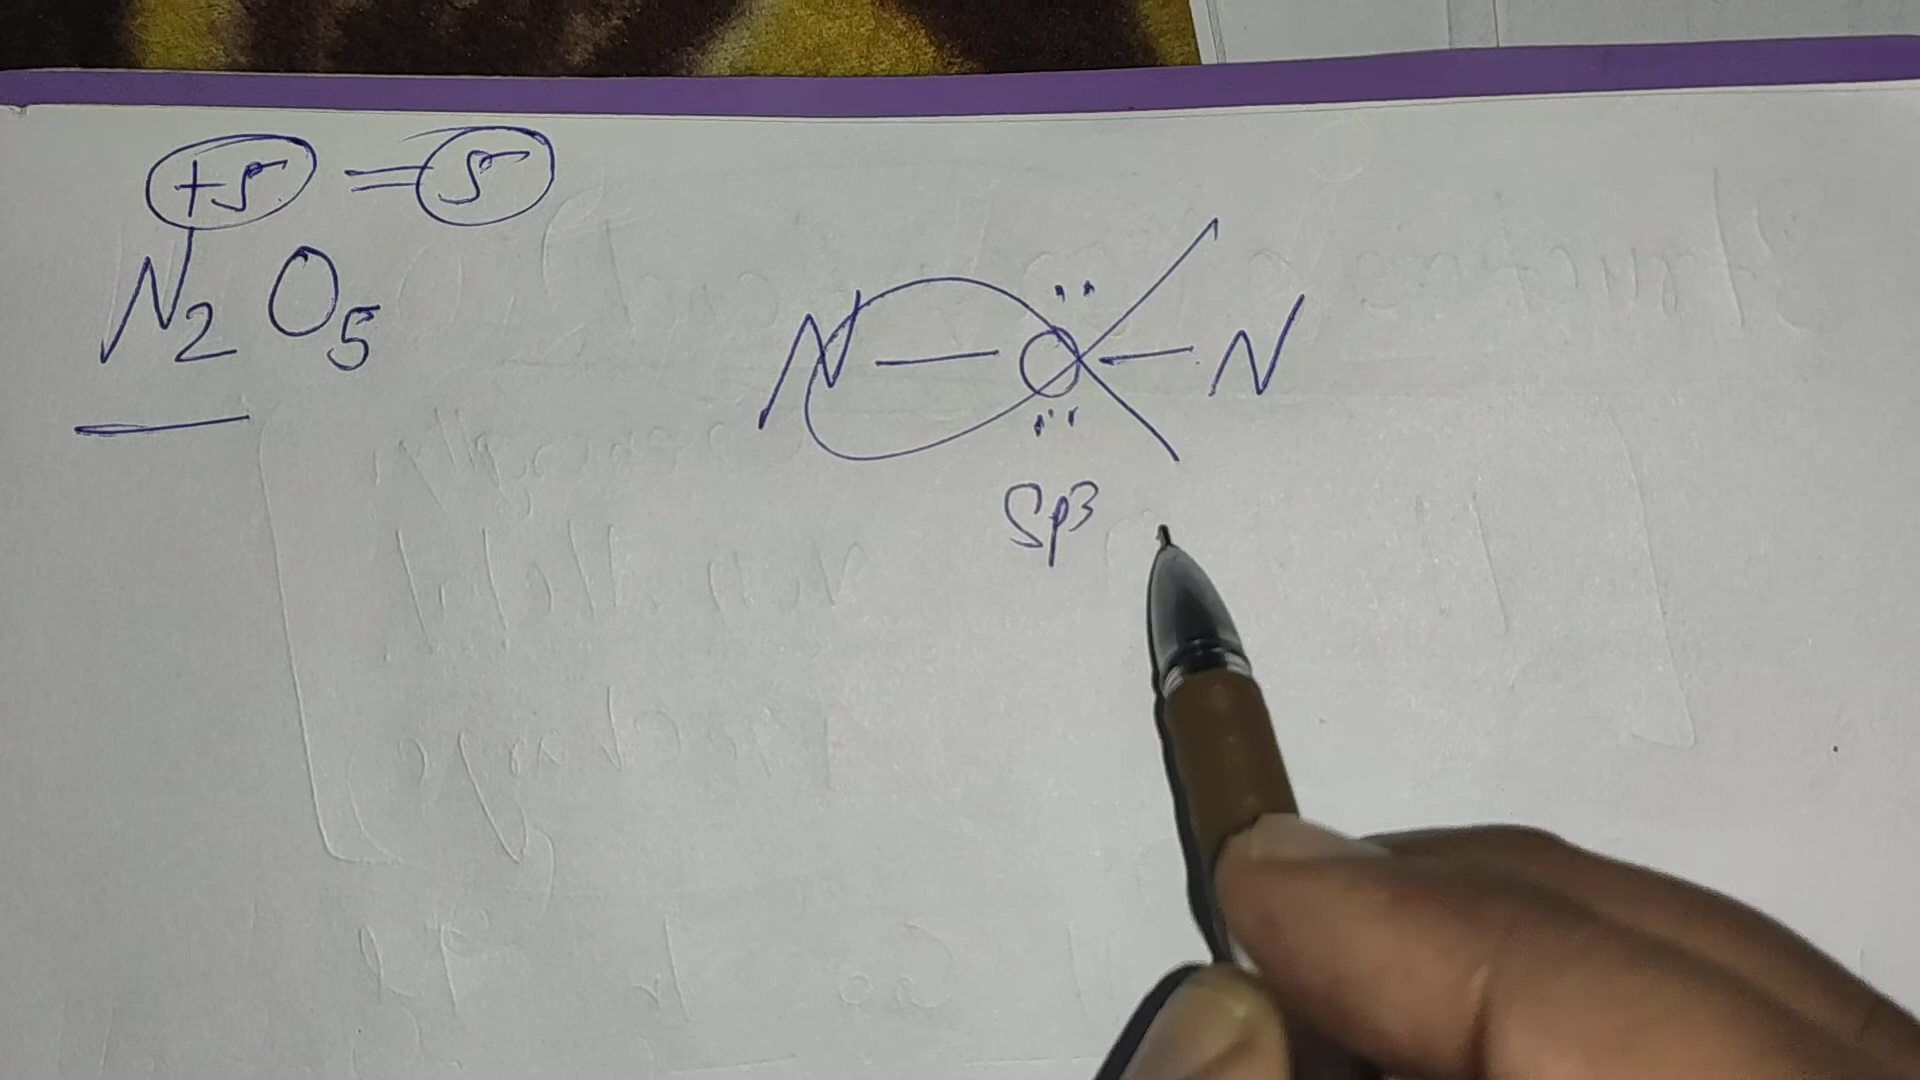 +5 = 5
N2O5
N — O — N
sp3